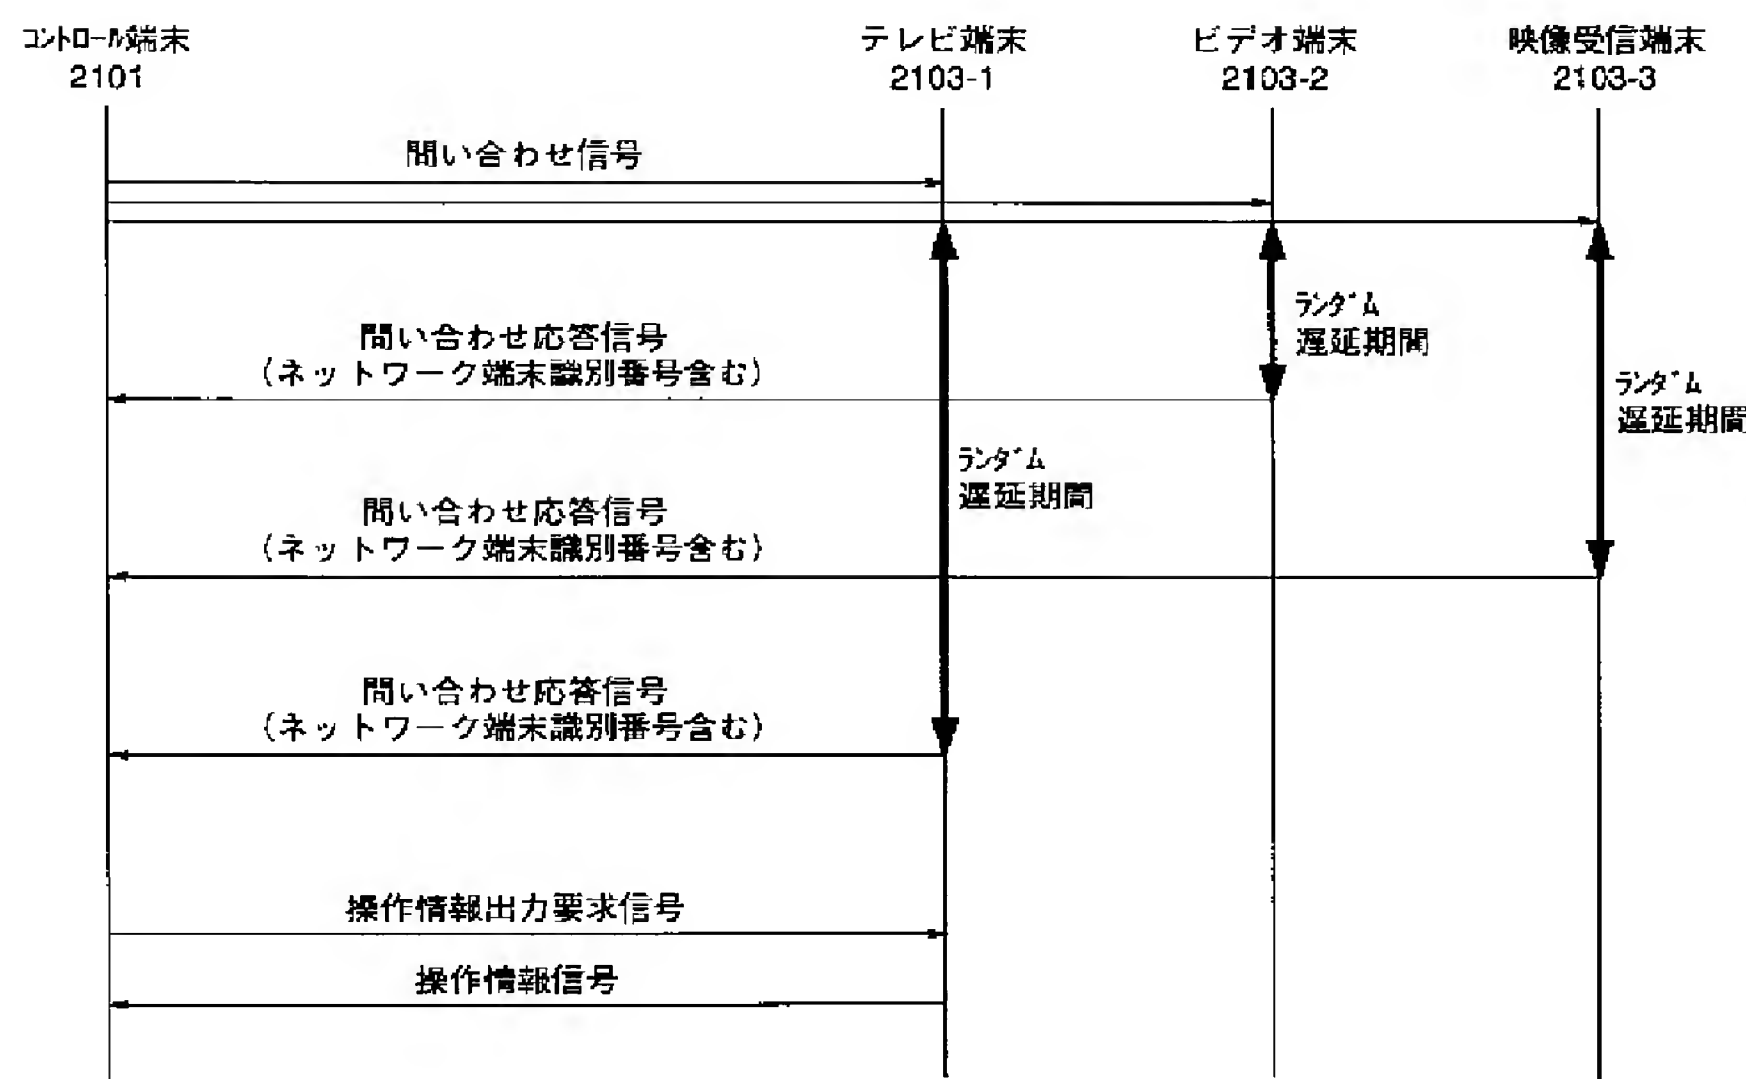 ｺﾝﾄﾛｰﾙ端末
2101
テレビ端末
2103-1
ビデオ端末
2103-2
映像受信端末
2103-3
問い合わせ信号
ﾗﾝﾀﾞﾑ
遅延期間
問い合わせ応答信号
（ネットワーク端末識別番号含む）
ﾗﾝﾀﾞﾑ
遅延期間
ﾗﾝﾀﾞﾑ
遅延期間
問い合わせ応答信号
（ネットワーク端末識別番号含む）
問い合わせ応答信号
（ネットワーク端末識別番号含む）
操作情報出力要求信号
操作情報信号